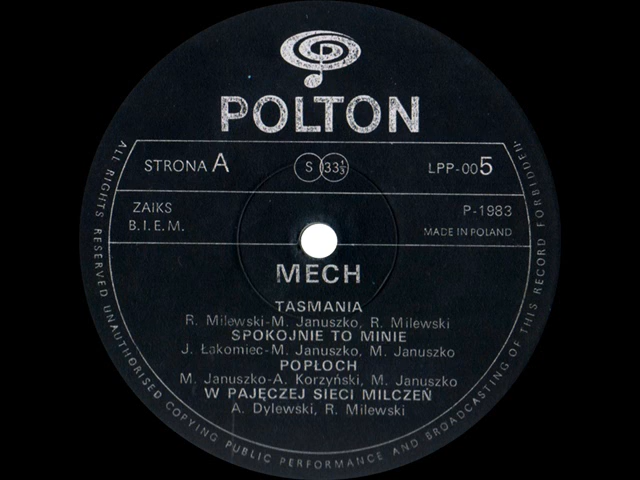 POLTON
STRONA A
S
33⅓
LPP-005
ZAIKS
B.I.E.M.
P-1983
MADE IN POLAND
MECH
TASMANIA
R. Milewski-M. Januszko, R. Milewski
SPOKOJNIE TO MINIE
J. Łakomiec-M. Januszko, M. Januszko
POPŁOCH
M. Januszko-A. Korzyński, M. Januszko
W PAJĘCZEJ SIECI MILCZEŃ
A. Dylewski, R. Milewski
ALL RIGHTS RESERVED UNAUTHORISED COPYING PUBLIC PERFORMANCE AND BROADCASTING OF THIS RECORD FORBIDDEN·